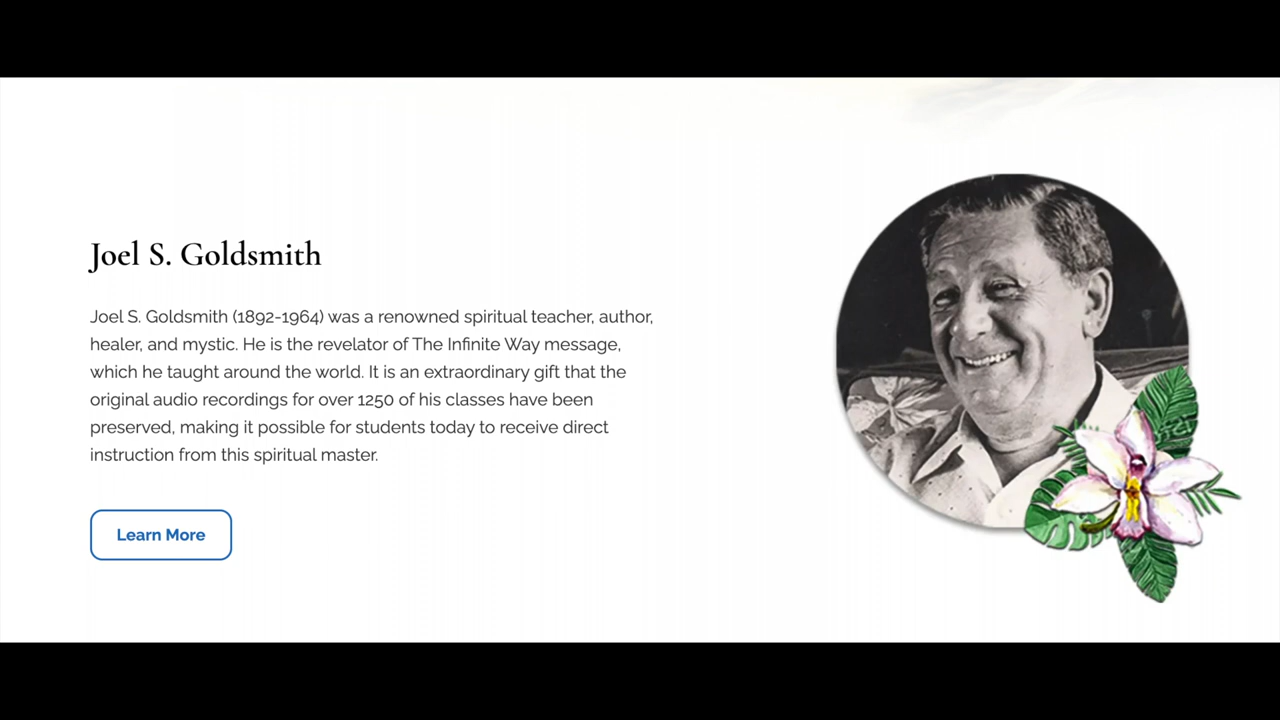 Joel S. Goldsmith
Joel S. Goldsmith (1892-1964) was a renowned spiritual teacher, author,
healer, and mystic. He is the revelator of The Infinite Way message,
which he taught around the world. It is an extraordinary gift that the
original audio recordings for over 1250 of his classes have been
preserved, making it possible for students today to receive direct
instruction from this spiritual master.
Learn More